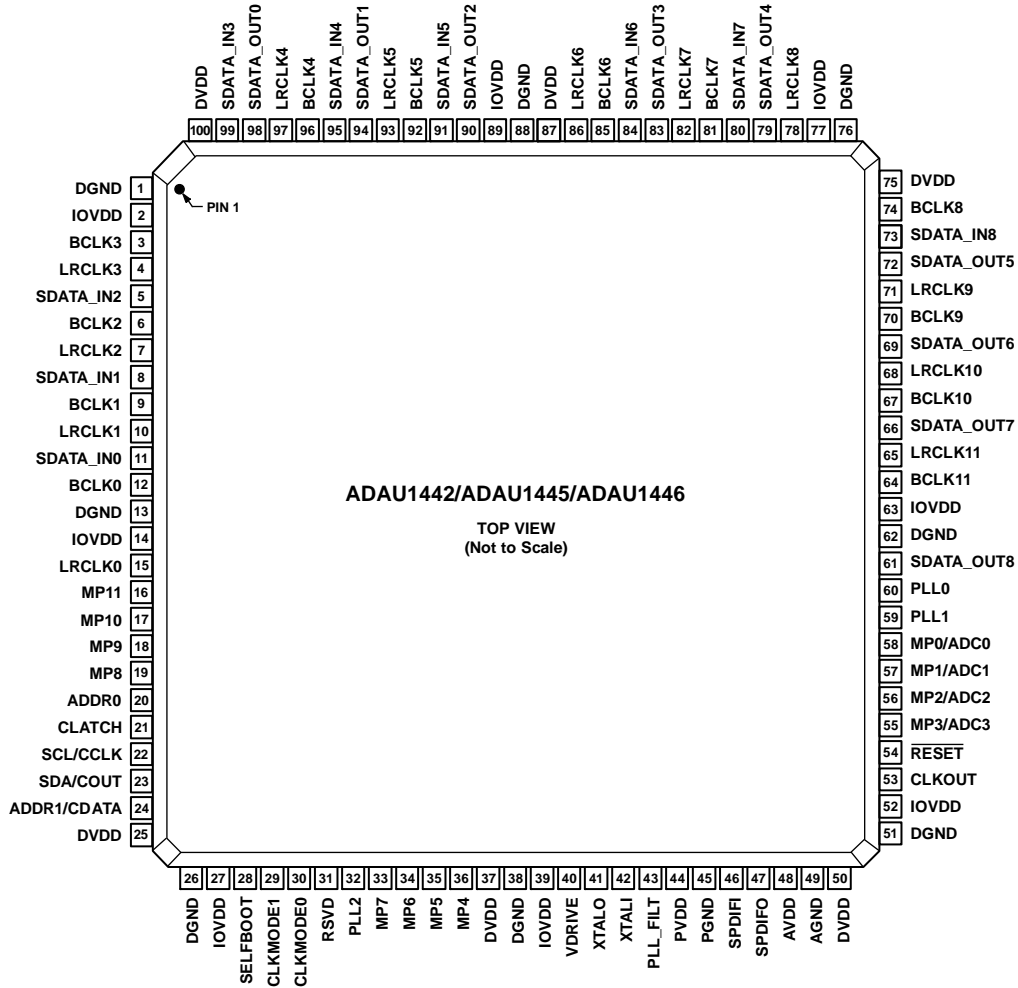 DVDD
SDATA_IN3
SDATA_OUT0
LRCLK4
BCLK4
SDATA_IN4
SDATA_OUT1
LRCLK5
BCLK5
SDATA_IN5
SDATA_OUT2
IOVDD
DGND
DVDD
LRCLK6
BCLK6
SDATA_IN6
SDATA_OUT3
LRCLK7
BCLK7
SDATA_IN7
SDATA_OUT4
LRCLK8
IOVDD
DGND
100 99 98 97 96 95 94 93 92 91 90 89 88 87 86 85 84 83 82 81 80 79 78 77 76
DGND 1
IOVDD 2
BCLK3 3
LRCLK3 4
SDATA_IN2 5
BCLK2 6
LRCLK2 7
SDATA_IN1 8
BCLK1 9
LRCLK1 10
SDATA_IN0 11
BCLK0 12
DGND 13
IOVDD 14
LRCLK0 15
MP11 16
MP10 17
MP9 18
MP8 19
ADDR0 20
CLATCH 21
SCL/CCLK 22
SDA/COUT 23
ADDR1/CDATA 24
DVDD 25
PIN 1
ADAU1442/ADAU1445/ADAU1446
TOP VIEW
(Not to Scale)
75 DVDD
74 BCLK8
73 SDATA_IN8
72 SDATA_OUT5
71 LRCLK9
70 BCLK9
69 SDATA_OUT6
68 LRCLK10
67 BCLK10
66 SDATA_OUT7
65 LRCLK11
64 BCLK11
63 IOVDD
62 DGND
61 SDATA_OUT8
60 PLL0
59 PLL1
58 MP0/ADC0
57 MP1/ADC1
56 MP2/ADC2
55 MP3/ADC3
54 RESET
53 CLKOUT
52 IOVDD
51 DGND
26 27 28 29 30 31 32 33 34 35 36 37 38 39 40 41 42 43 44 45 46 47 48 49 50
DGND
IOVDD
SELFBOOT
CLKMODE1
CLKMODE0
RSVD
PLL2
MP7
MP6
MP5
MP4
DVDD
DGND
IOVDD
VDRIVE
XTALO
XTALI
PLL_FILT
PVDD
PGND
SPDIFI
SPDIFO
AVDD
AGND
DVDD